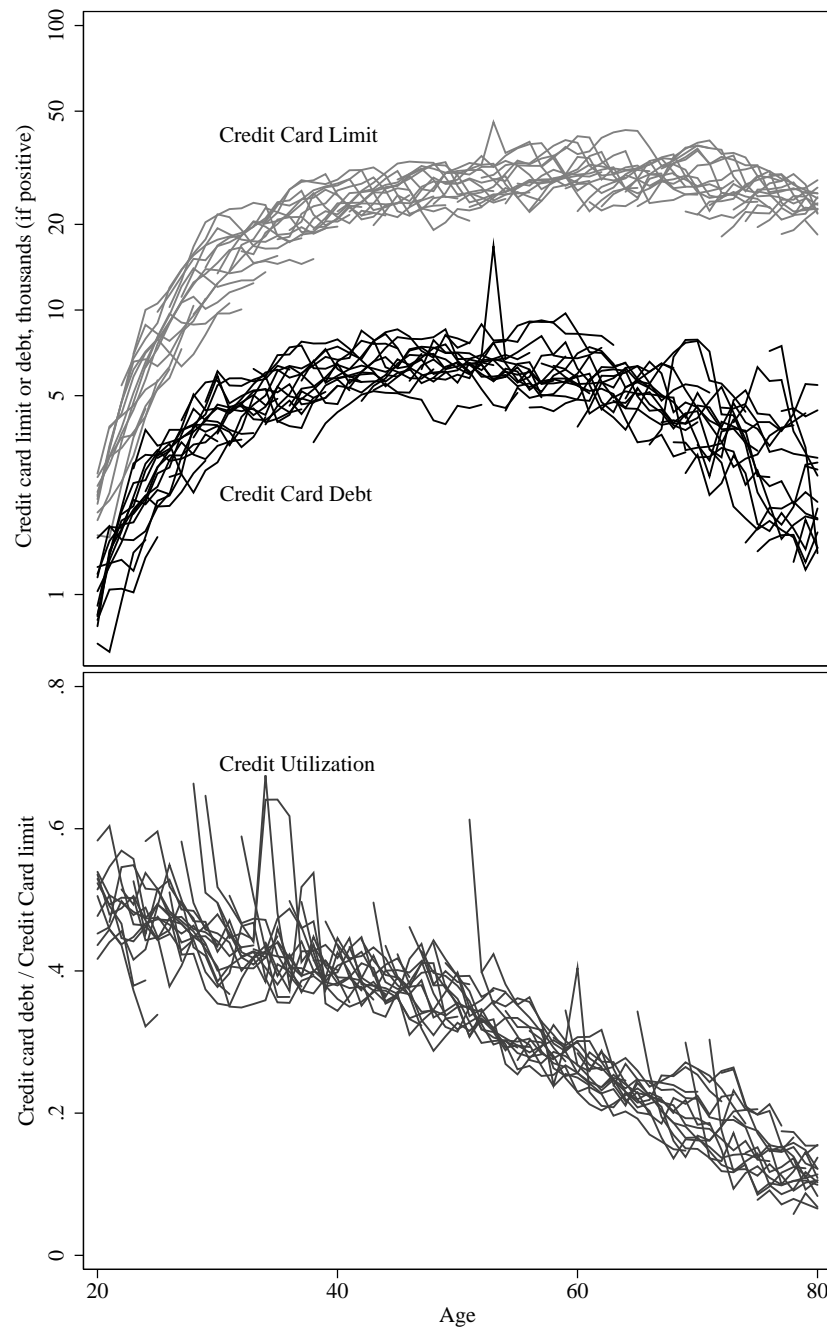 Credit card limit or debt, thousands (if positive)
100
50
20
10
5
1
Credit Card Limit
Credit Card Debt
Credit card debt / Credit Card limit
.8
.6
.4
.2
0
Credit Utilization
20
40
60
80
Age